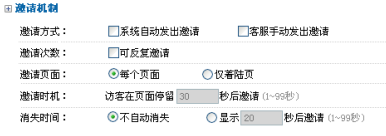 邀请机制
邀请方式： 系统自动发出邀请 客服手动发出邀请
邀请次数： 可反复邀请
邀请页面： 每个页面 仅着陆页
邀请时机： 访客在页面停留 30 秒后邀请 (1~99秒)
消失时间： 不自动消失 显示 20 秒后邀请 (1~99秒)